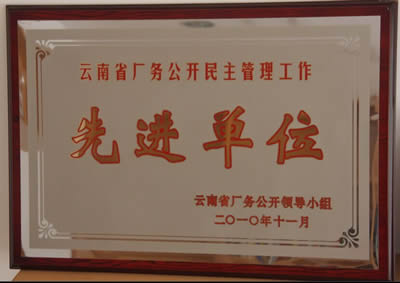 云南省厂务公开民主管理工作
先进单位
云南省厂务公开领导小组
二〇一〇年十一月